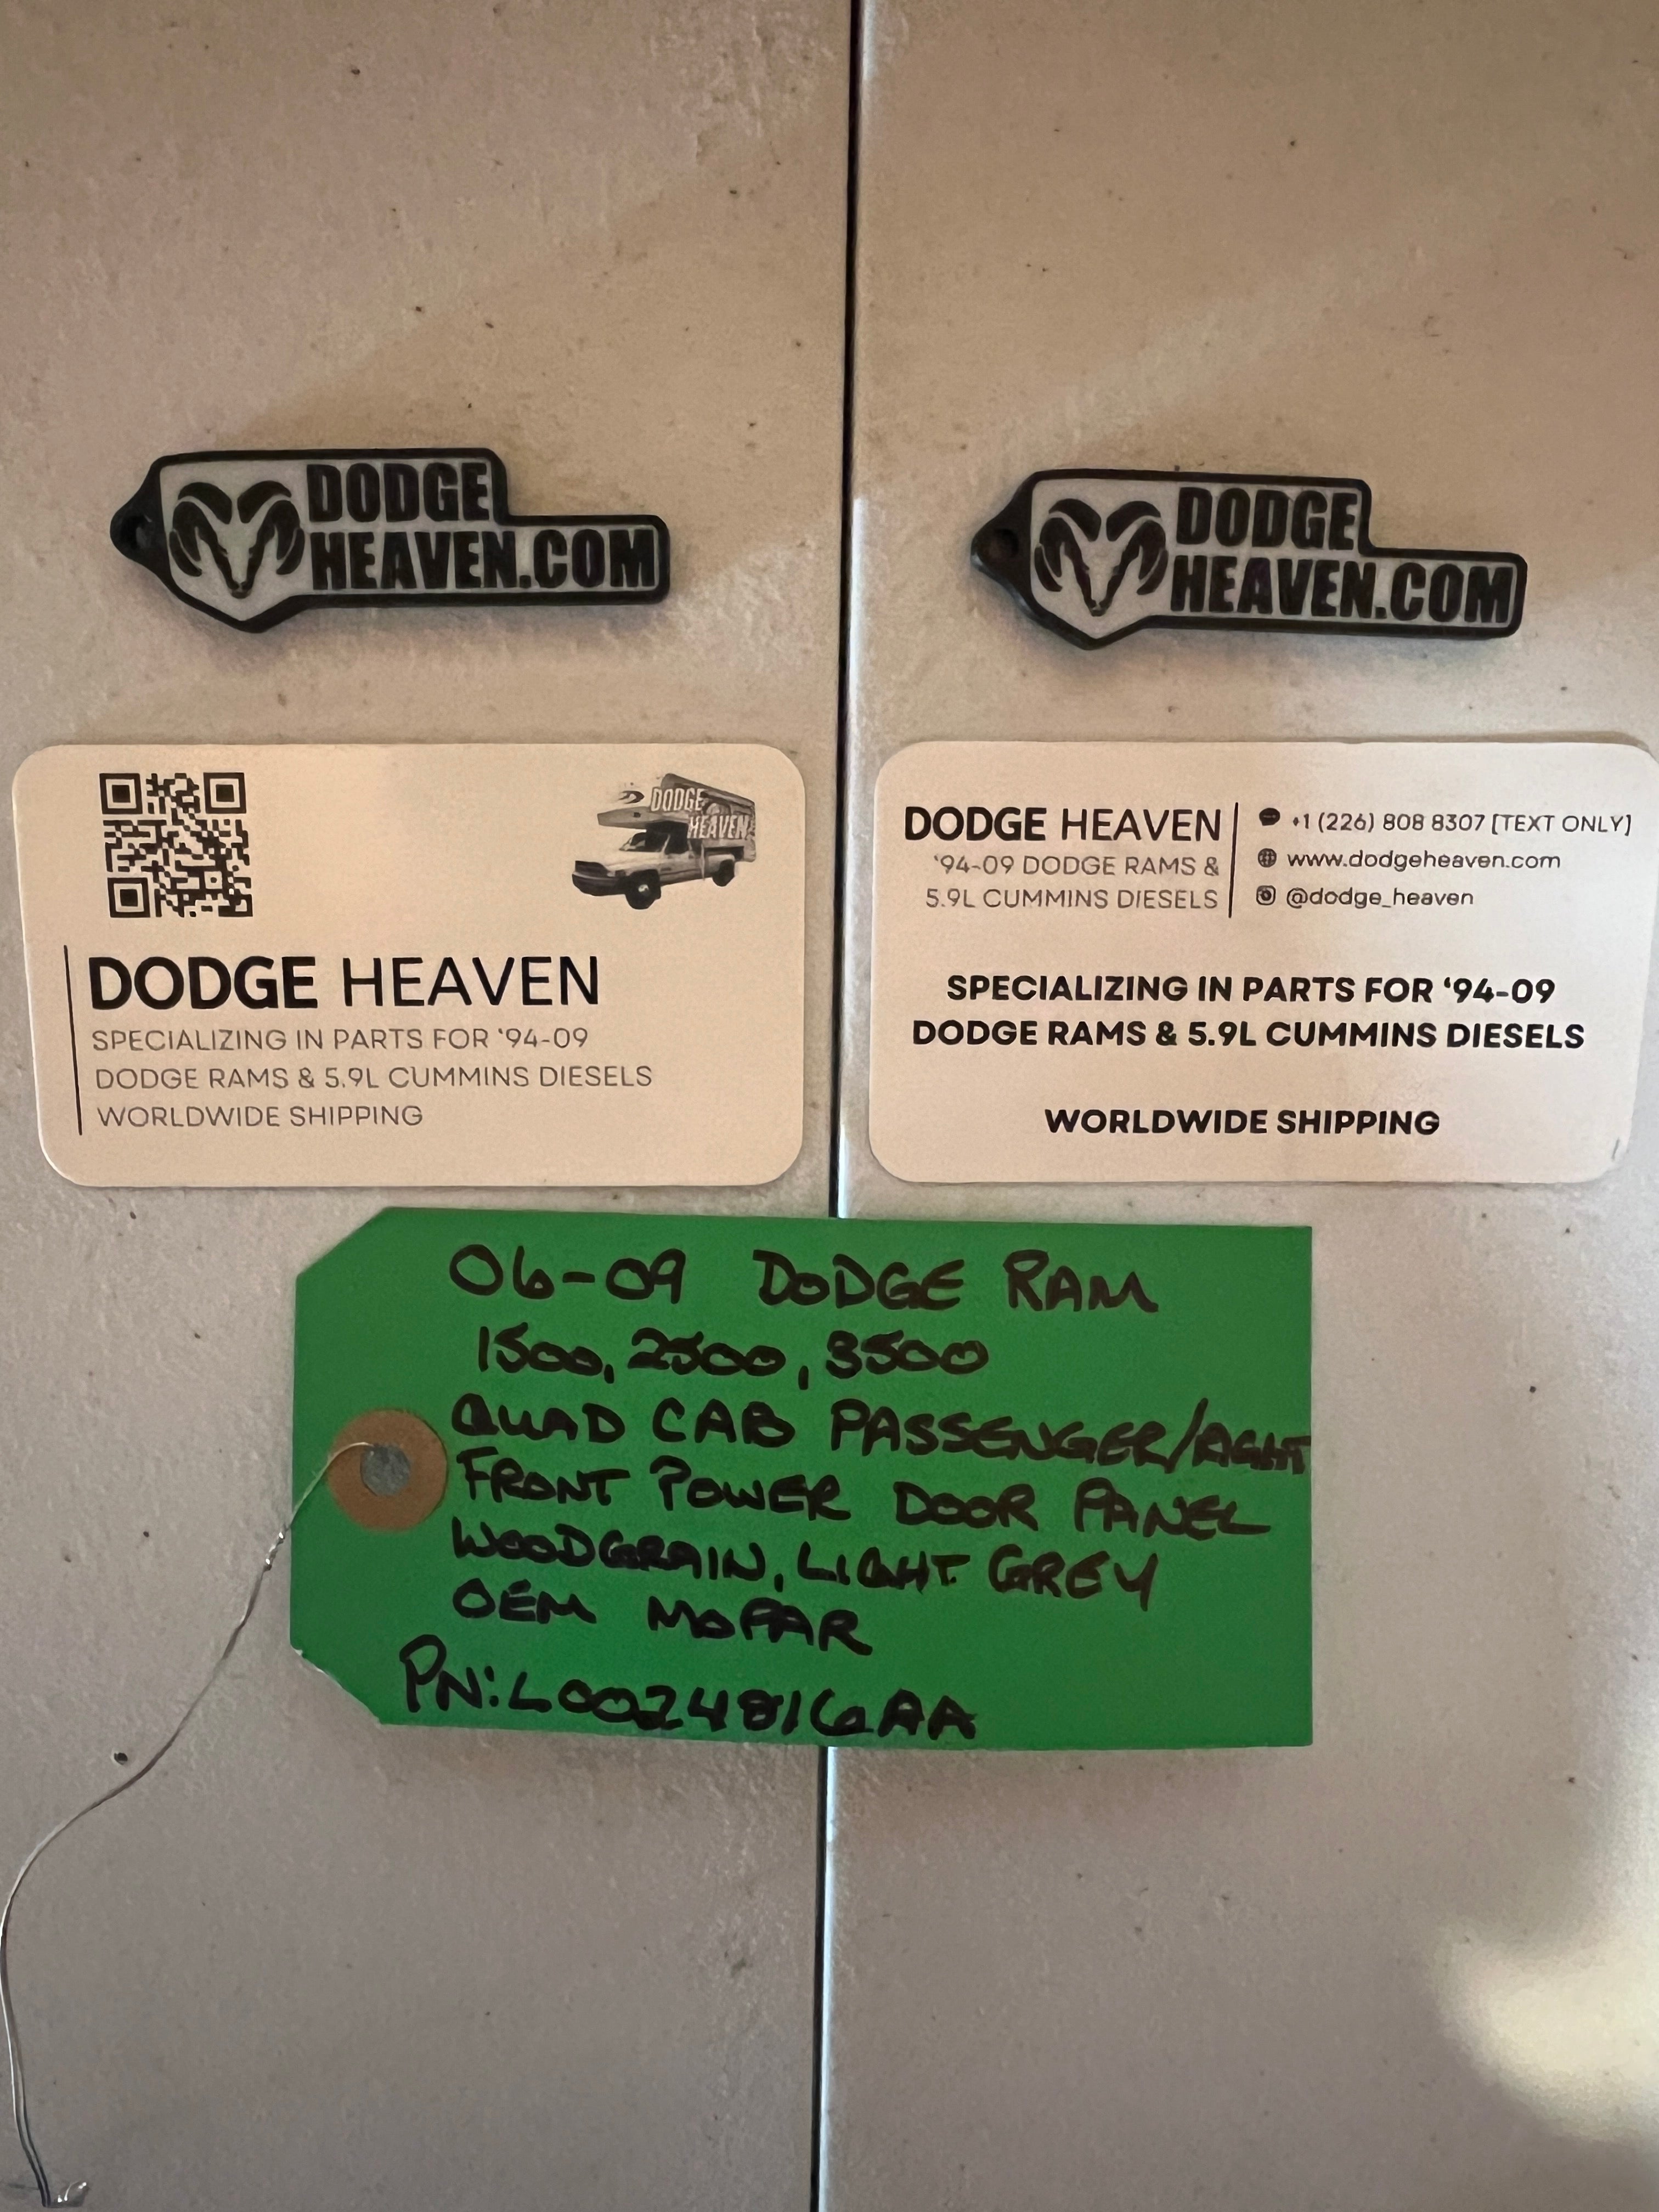 DODGE
HEAVEN.COM
DODGE
HEAVEN.COM
DODGE
HEAVEN
DODGE HEAVEN
SPECIALIZING IN PARTS FOR '94-09
DODGE RAMS & 5.9L CUMMINS DIESELS
WORLDWIDE SHIPPING
DODGE HEAVEN
'94-09 DODGE RAMS &
5.9L CUMMINS DIESELS
+1 (226) 808 8307 [TEXT ONLY]
www.dodgeheaven.com
@dodge_heaven
SPECIALIZING IN PARTS FOR '94-09
DODGE RAMS & 5.9L CUMMINS DIESELS
WORLDWIDE SHIPPING
06-09 DODGE RAM
1500, 2500, 3500
QUAD CAB PASSENGER/RIGHT
FRONT POWER DOOR PANEL
WOODGRAIN, LIGHT GREY
OEM MOPAR
PN:L0024816AA